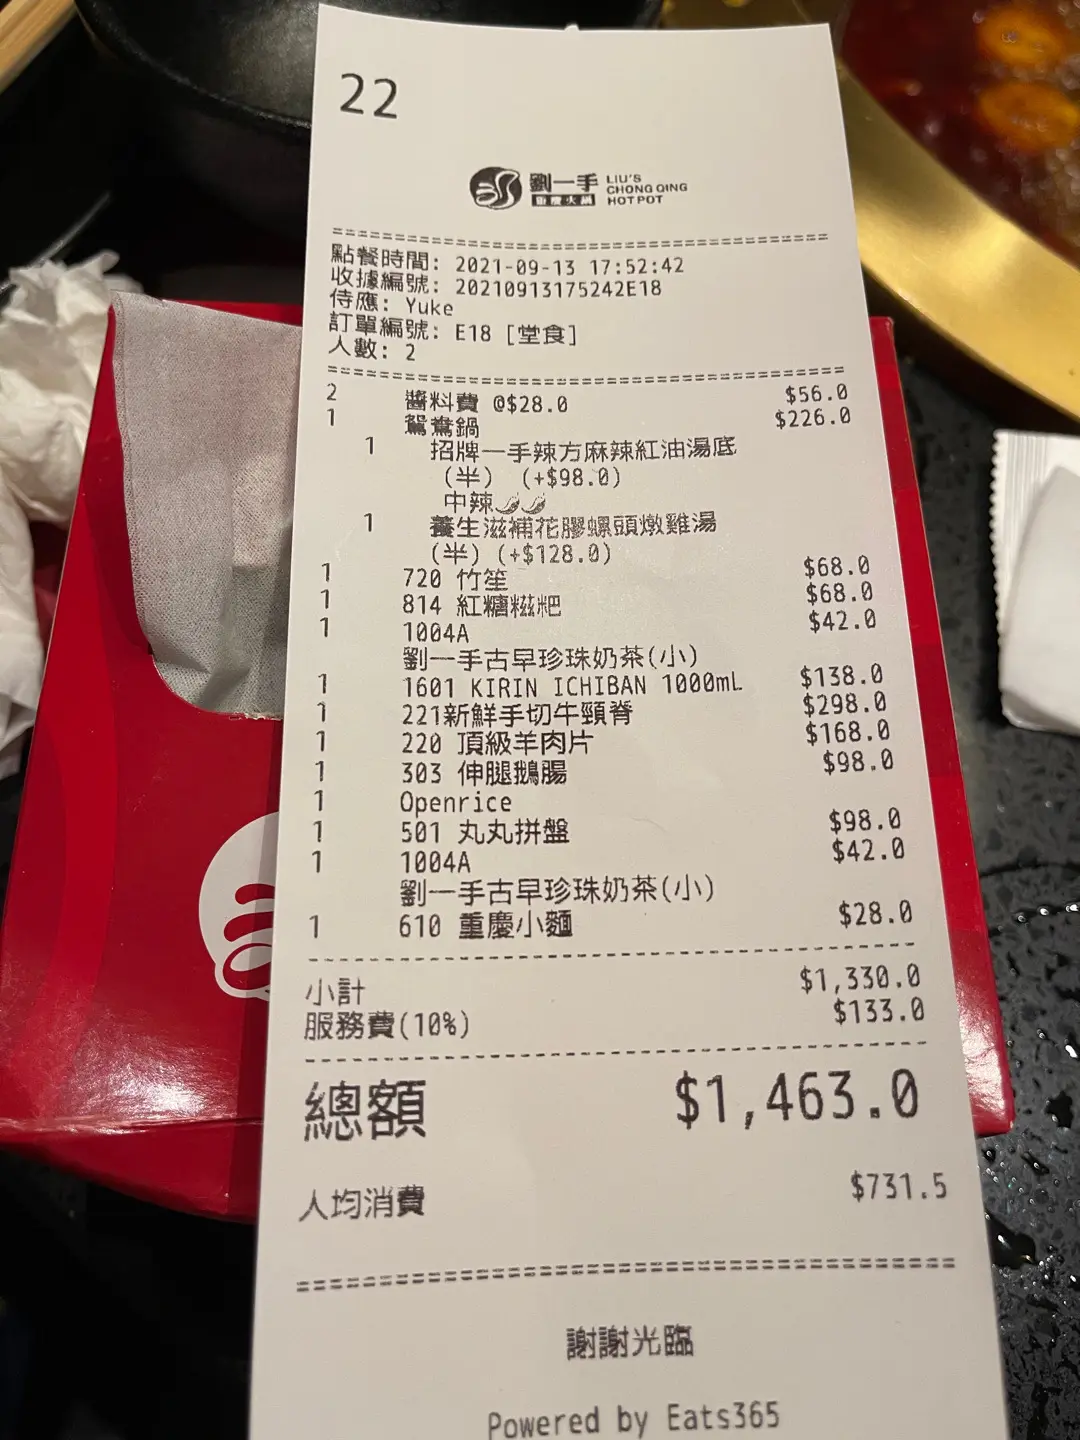 22
劉一手 LIU'S
重慶火鍋 CHONG QING
HOT POT
點餐時間: 2021-09-13 17:52:42
收據編號: 20210913175242E18
侍應: Yuke
訂單編號: E18 [堂食]
人數: 2
2 醬料費 @$28.0 $56.0
1 鴛鴦鍋 $226.0
1 招牌一手辣方麻辣紅油湯底
(半) (+$98.0)
中辣🌶🌶
1 養生滋補花膠螺頭燉雞湯
(半) (+$128.0)
1 720 竹笙 $68.0
1 814 紅糖糍粑 $68.0
1 1004A $42.0
劉一手古早珍珠奶茶(小)
1 1601 KIRIN ICHIBAN 1000mL $138.0
1 221新鮮手切牛頸脊 $298.0
1 220 頂級羊肉片 $168.0
1 303 伸腿鵝腸 $98.0
1 Openrice
1 501 丸丸拼盤 $98.0
1 1004A $42.0
劉一手古早珍珠奶茶(小)
1 610 重慶小麵 $28.0
小計 $1,330.0
服務費(10%) $133.0
總額 $1,463.0
人均消費 $731.5
謝謝光臨
Powered by Eats365